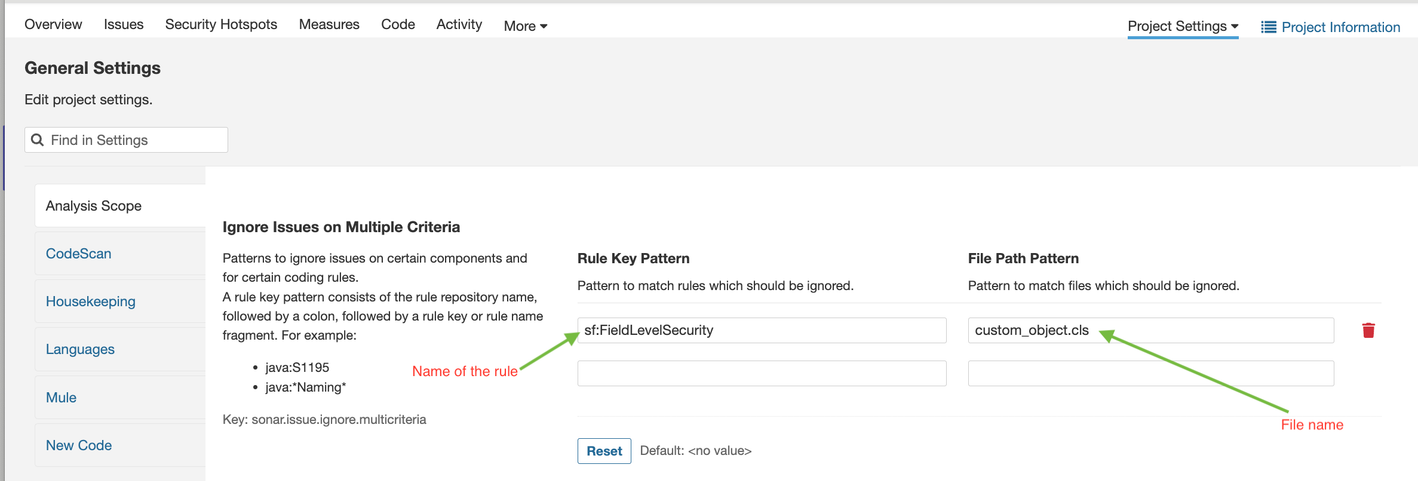 Overview Issues Security Hotspots Measures Code Activity More Project Settings Project Information
General Settings
Edit project settings.
Find in Settings
Analysis Scope
CodeScan
Housekeeping
Languages
Mule
New Code
Ignore Issues on Multiple Criteria
Patterns to ignore issues on certain components and
for certain coding rules.
A rule key pattern consists of the rule repository name,
followed by a colon, followed by a rule key or rule name
fragment. For example:
• java:S1195
• java:*Naming*
Key: sonar.issue.ignore.multicriteria
Rule Key Pattern
Pattern to match rules which should be ignored.
sf:FieldLevelSecurity
Name of the rule
File Path Pattern
Pattern to match files which should be ignored.
custom_object.cls
File name
Reset Default: <no value>